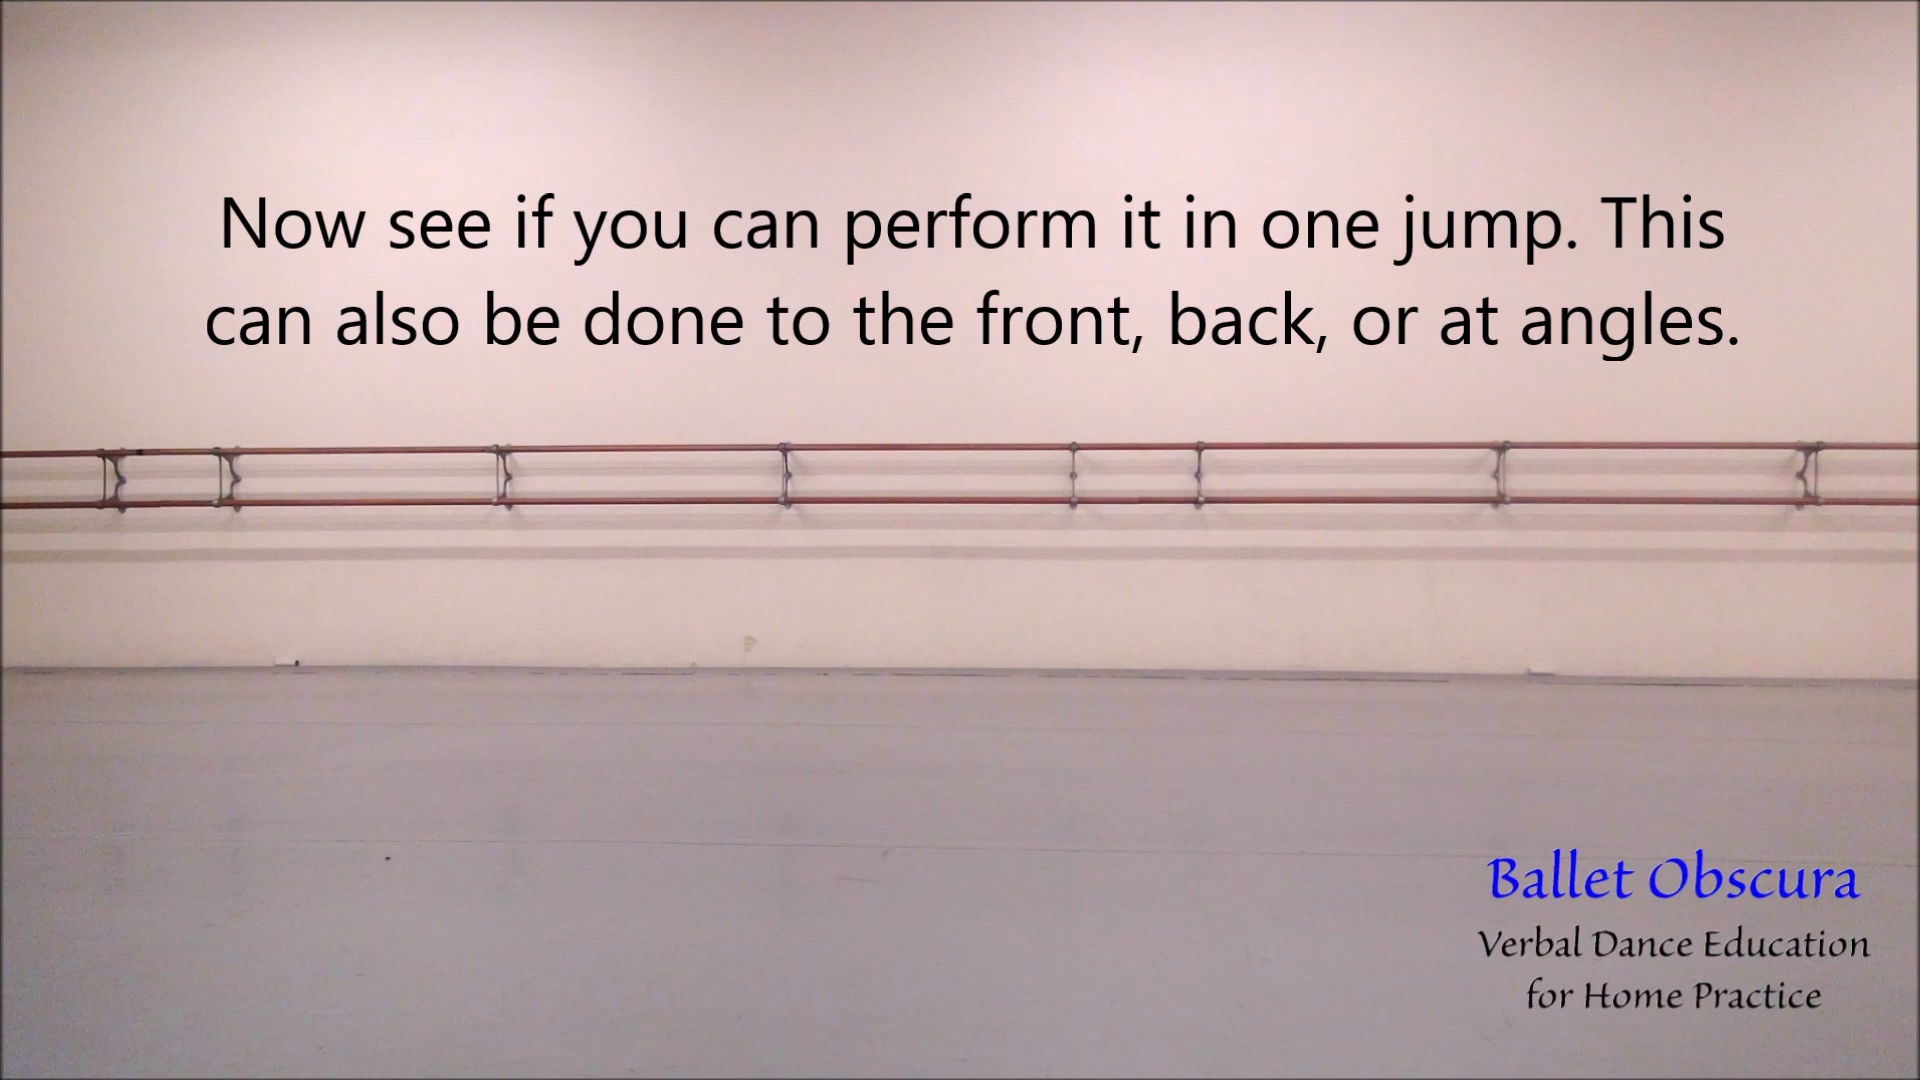 Now see if you can perform it in one jump. This
can also be done to the front, back, or at angles.
Ballet Obscura
Verbal Dance Education
for Home Practice